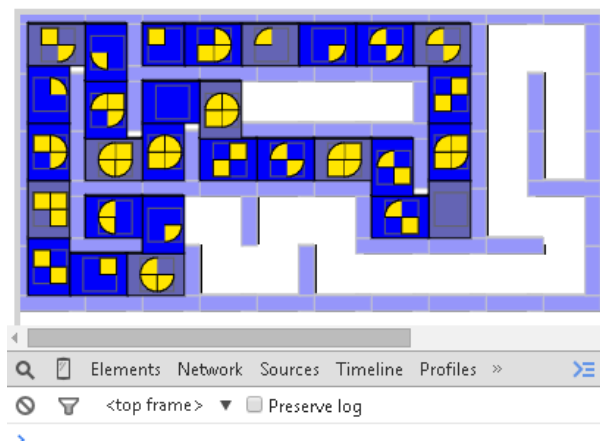 Elements Network Sources Timeline Profiles »
<top frame> ▼ Preserve log